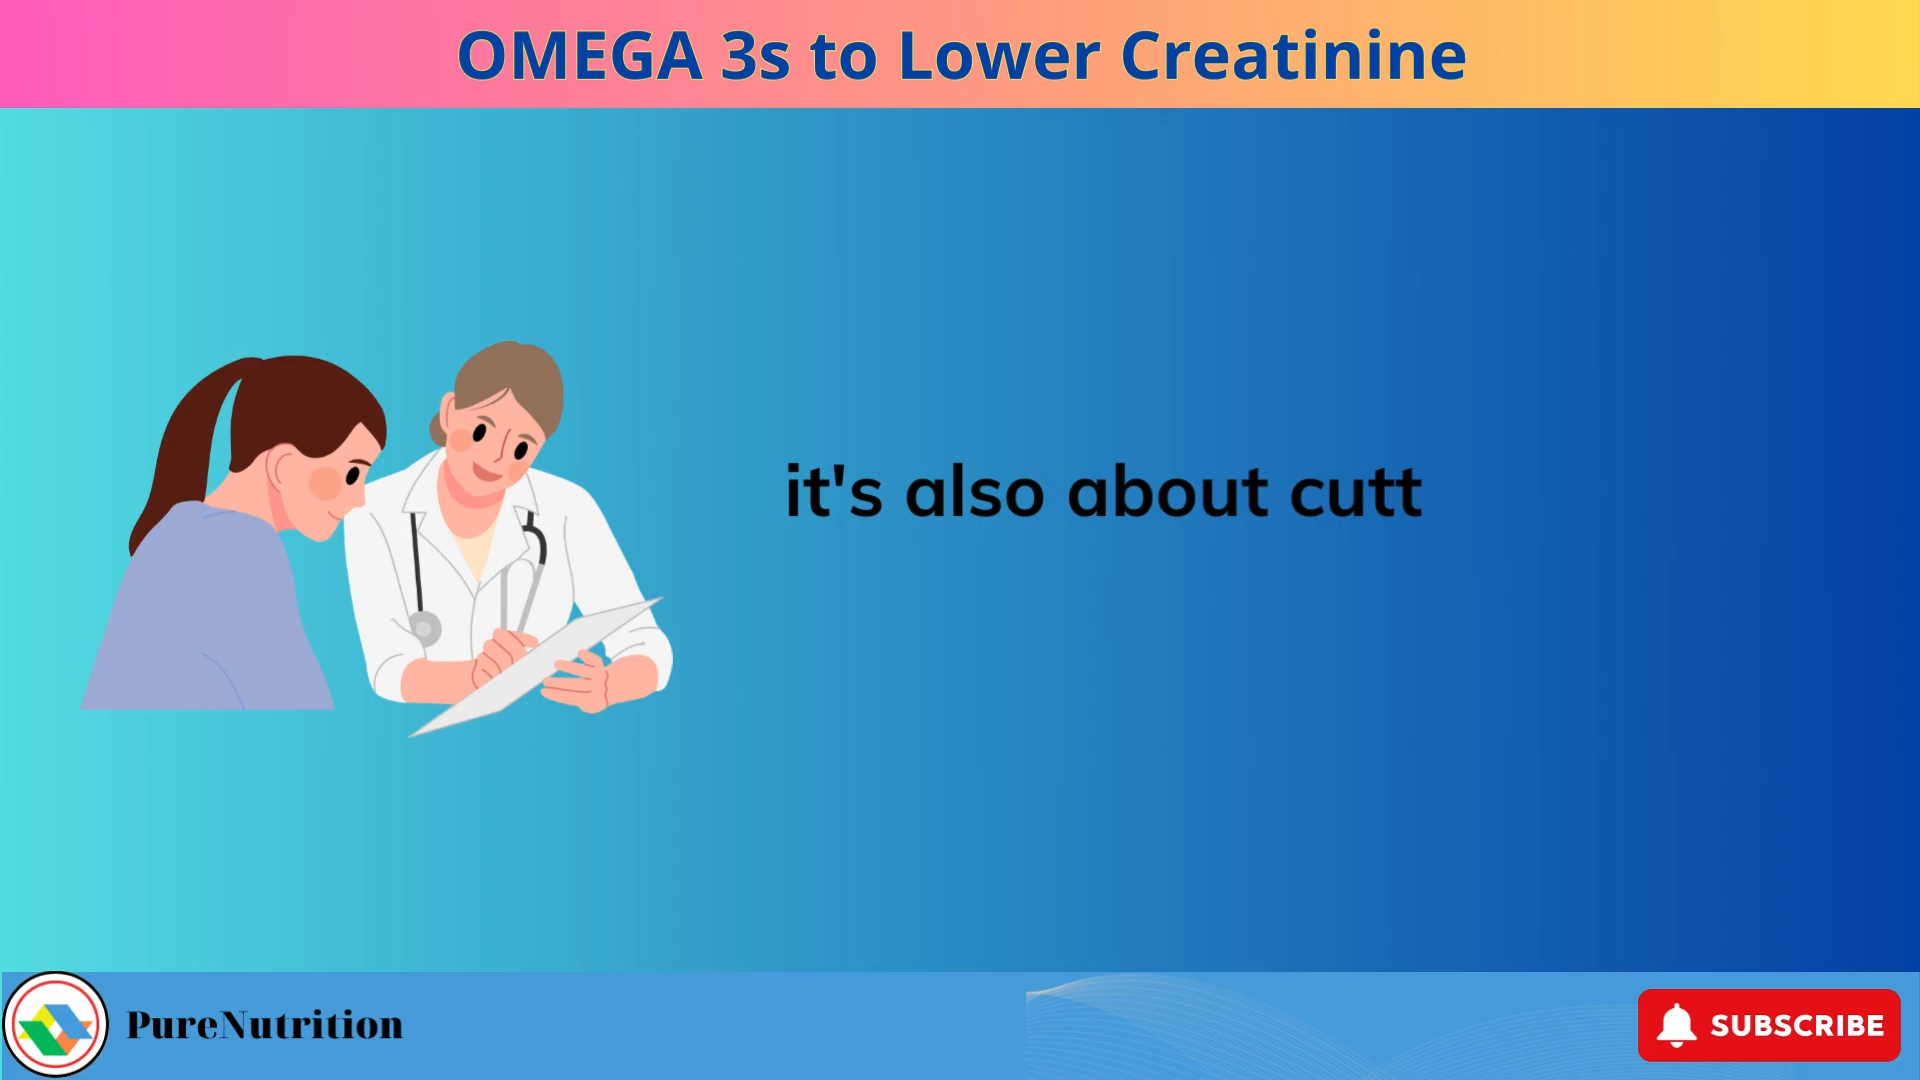 OMEGA 3s to Lower Creatinine
it's also about cutt
PureNutrition
SUBSCRIBE